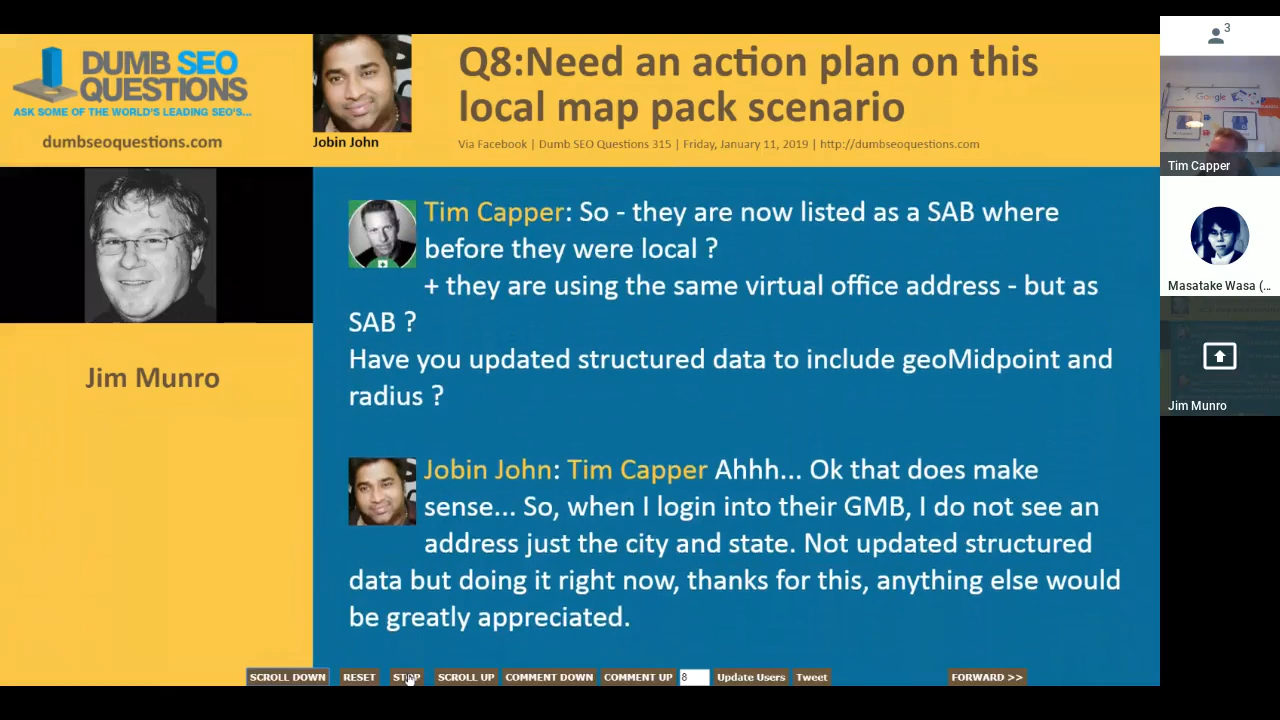 DUMB SEO
QUESTIONS
ASK SOME OF THE WORLD'S LEADING SEO'S...
dumbseoquestions.com
Jobin John
Q8:Need an action plan on this
local map pack scenario
Via Facebook | Dumb SEO Questions 315 | Friday, January 11, 2019 | http://dumbseoquestions.com
Jim Munro
Tim Capper: So - they are now listed as a SAB where
before they were local ?
+ they are using the same virtual office address - but as
SAB ?
Have you updated structured data to include geoMidpoint and
radius ?
Jobin John: Tim Capper Ahhh... Ok that does make
sense... So, when I login into their GMB, I do not see an
address just the city and state. Not updated structured
data but doing it right now, thanks for this, anything else would
be greatly appreciated.
SCROLL DOWN RESET STOP SCROLL UP COMMENT DOWN COMMENT UP 8 Update Users Tweet FORWARD >>
3
Google
Tim Capper
Masatake Wasa (...
Jim Munro